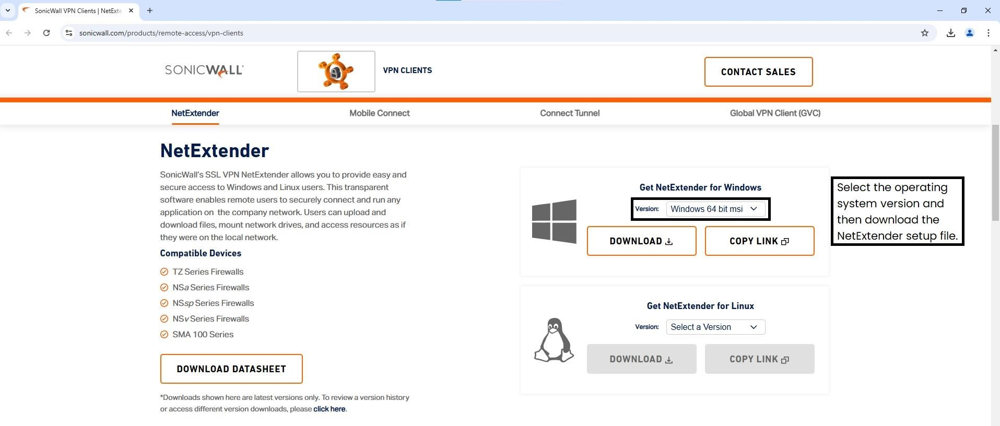 SonicWall VPN Clients | NetExte
sonicwall.com/products/remote-access/vpn-clients
SONICWALL
VPN CLIENTS
CONTACT SALES
NetExtender
Mobile Connect
Connect Tunnel
Global VPN Client (GVC)
NetExtender
SonicWall's SSL VPN NetExtender allows you to provide easy and
secure access to Windows and Linux users. This transparent
software enables remote users to securely connect and run any
application on the company network. Users can upload and
download files, mount network drives, and access resources as if
they were on the local network.
Compatible Devices
TZ Series Firewalls
NSa Series Firewalls
NSsp Series Firewalls
NSv Series Firewalls
SMA 100 Series
DOWNLOAD DATASHEET
*Downloads shown here are latest versions only. To review a version history
or access different version downloads, please click here.
Get NetExtender for Windows
Version: Windows 64 bit msi
DOWNLOAD
COPY LINK
Select the operating
system version and
then download the
NetExtender setup file.
Get NetExtender for Linux
Version: Select a Version
DOWNLOAD
COPY LINK